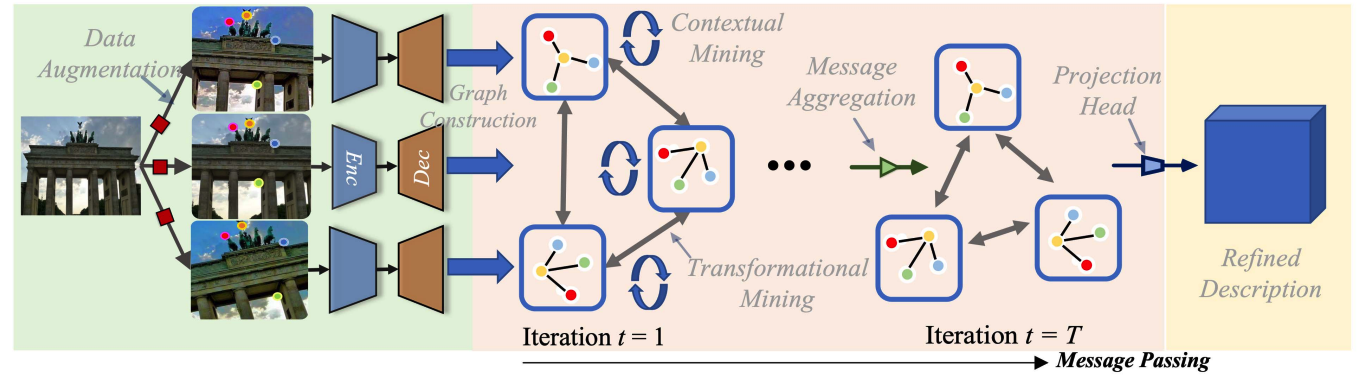 Data
Augmentation
Enc
Dec
Graph
Construction
Contextual
Mining
Transformational
Mining
Message
Aggregation
Projection
Head
Refined
Description
Iteration t = 1
Iteration t = T
Message Passing